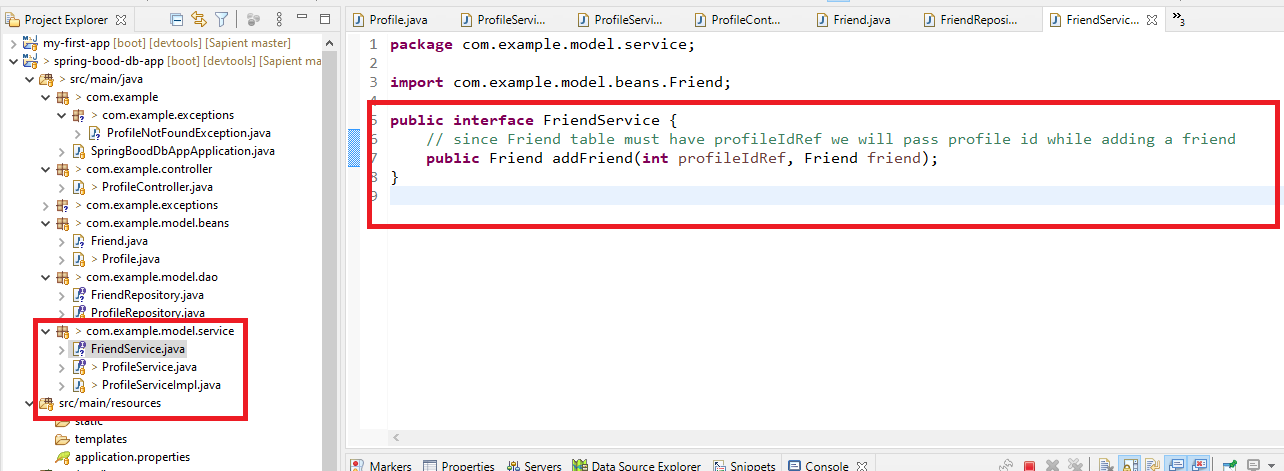 Project Explorer
my-first-app [boot] [devtools] [Sapient master]
> spring-bood-db-app [boot] [devtools] [Sapient ma
> src/main/java
> com.example
> com.example.exceptions
ProfileNotFoundException.java
SpringBoodDbAppApplication.java
> com.example.controller
> ProfileController.java
> com.example.exceptions
> com.example.model.beans
Friend.java
> Profile.java
> com.example.model.dao
FriendRepository.java
ProfileRepository.java
> com.example.model.service
FriendService.java
> ProfileService.java
> ProfileServiceImpl.java
> src/main/resources
static
templates
application.properties
Profile.java
ProfileServi...
ProfileServi...
ProfileCont...
Friend.java
FriendReposi...
FriendServic...
»3
1 package com.example.model.service;
2
3 import com.example.model.beans.Friend;
4
5 public interface FriendService {
6 // since Friend table must have profileIdRef we will pass profile id while adding a friend
7 public Friend addFriend(int profileIdRef, Friend friend);
8 }
9
Markers
Properties
Servers
Data Source Explorer
Snippets
Console